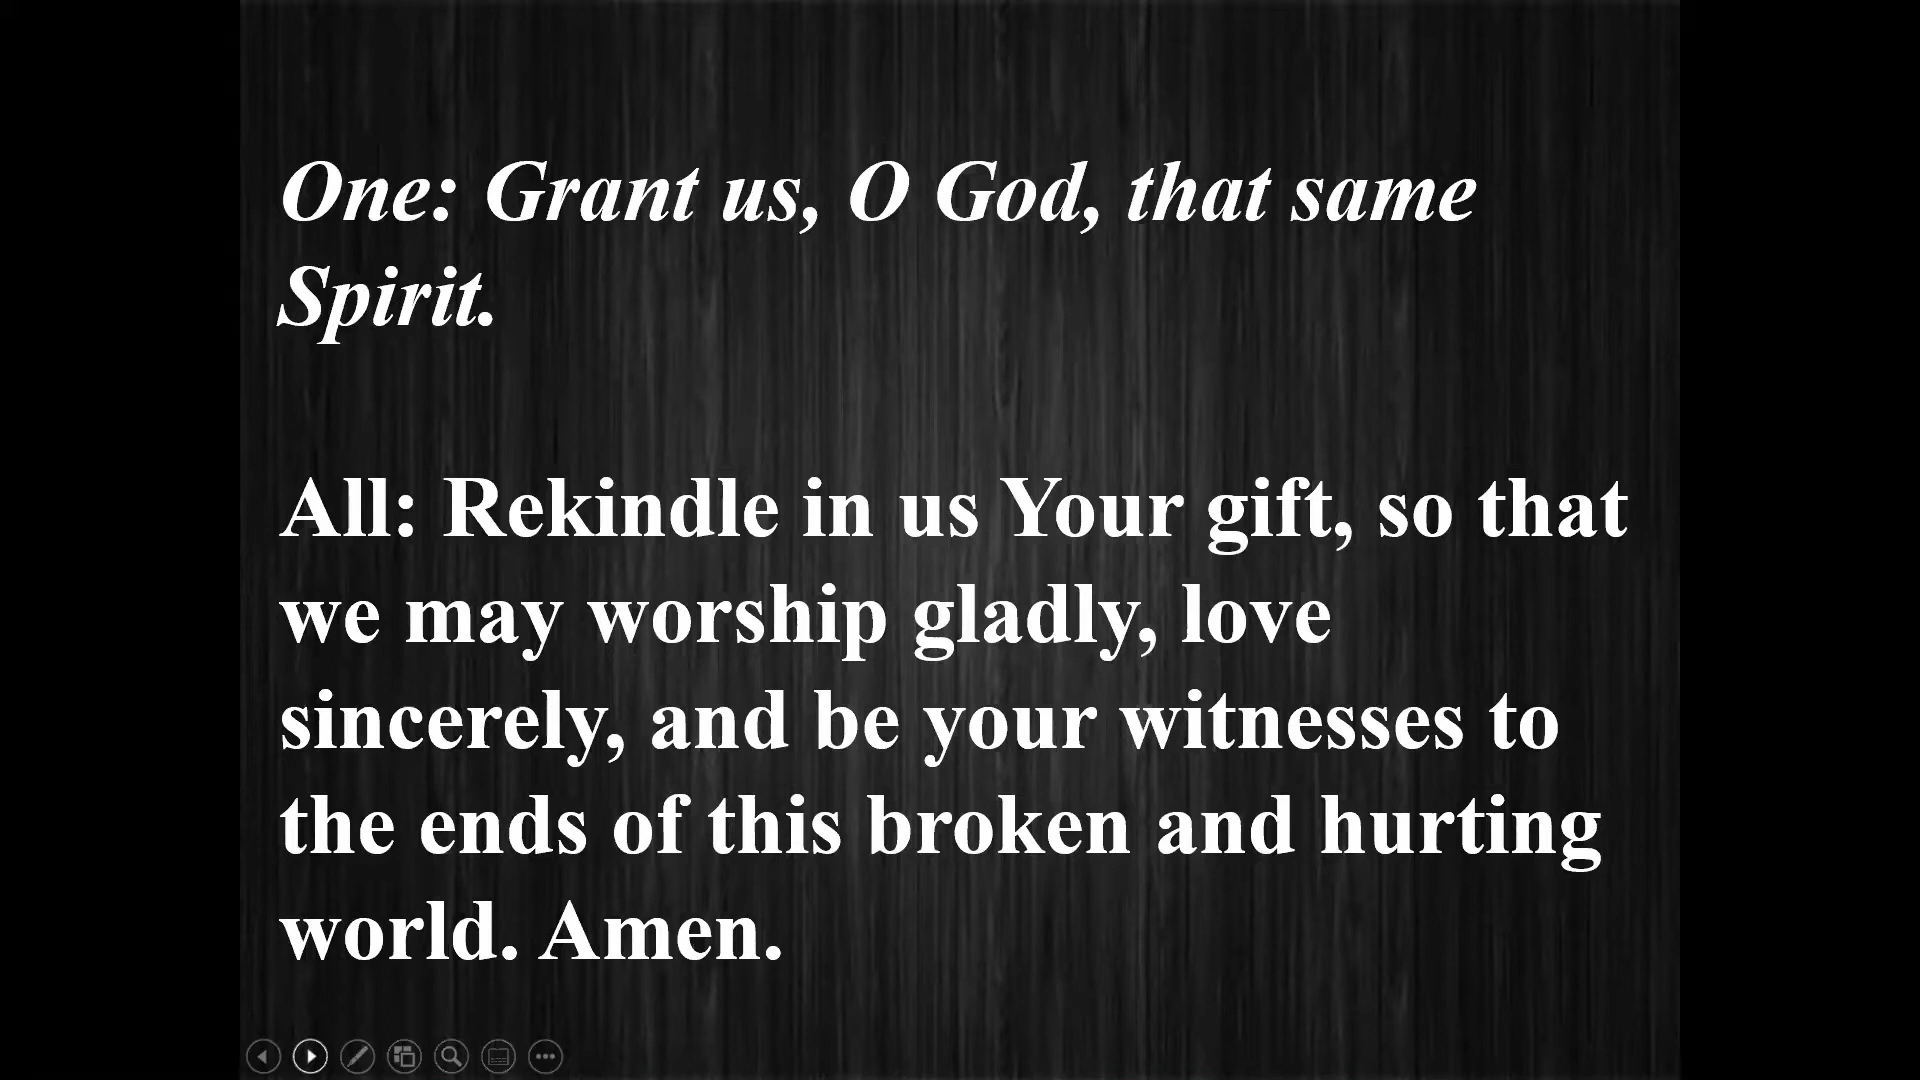 One: Grant us, O God, that same
Spirit.
All: Rekindle in us Your gift, so that
we may worship gladly, love
sincerely, and be your witnesses to
the ends of this broken and hurting
world. Amen.